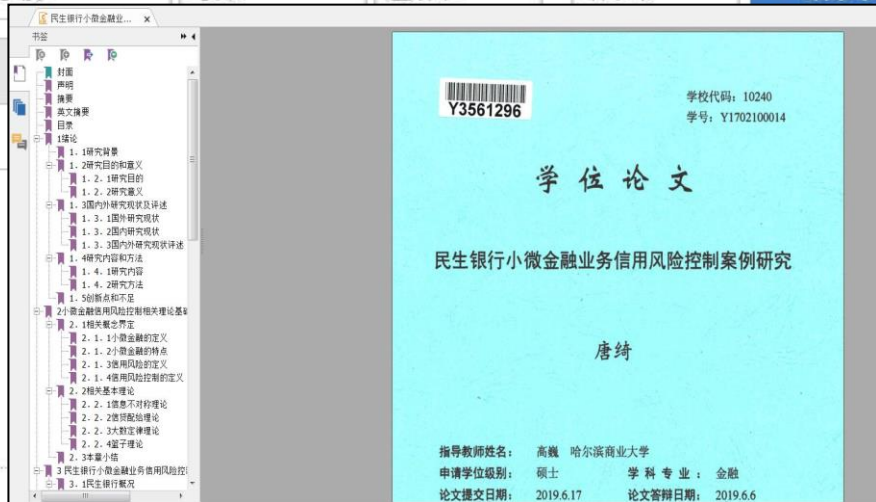 民生银行小微金融业...
书签
封面
声明
摘要
英文摘要
目录
1绪论
1.1研究背景
1.2研究目的和意义
1.2.1研究目的
1.2.2研究意义
1.3国内外研究现状及评述
1.3.1国外研究现状
1.3.2国内研究现状
1.3.3国内外研究现状评述
1.4研究内容和方法
1.4.1研究内容
1.4.2研究方法
1.5创新点和不足
2小微金融信用风险控制相关理论基础
2.1相关概念界定
2.1.1小微金融的定义
2.1.2小微金融的特点
2.1.3信用风险的定义
2.1.4信用风险控制的定义
2.2相关基本理论
2.2.1信息不对称理论
2.2.2信贷配给理论
2.2.3大数定律理论
2.2.4篮子理论
2.3本章小结
3 民生银行小微金融业务信用风险控
3.1民生银行概况
Y3561296
学校代码：10240
学号：Y1702100014
学位论文
民生银行小微金融业务信用风险控制案例研究
唐绮
指导教师姓名： 高巍 哈尔滨商业大学
申请学位级别： 硕士 学科专业： 金融
论文提交日期： 2019.6.17 论文答辩日期： 2019.6.6